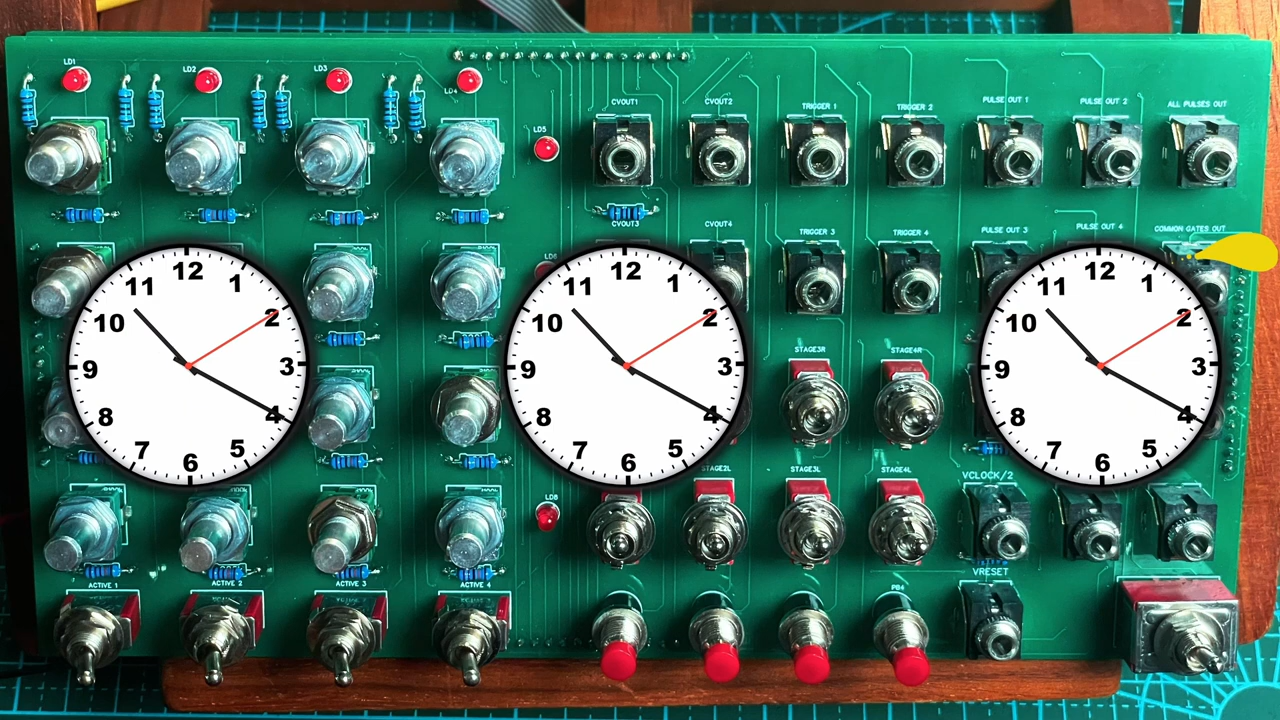 LD1
LD2
LD3
LD4
CVOUT1
CVOUT2
TRIGGER 1
TRIGGER 2
PULSE OUT 1
PULSE OUT 2
ALL PULSES OUT
LD5
CVOUT3
CVOUT4
TRIGGER 3
TRIGGER 4
PULSE OUT 3
PULSE OUT 4
COMMON GATES OUT
12
1
2
3
4
5
6
7
8
9
10
11
12
1
2
3
4
5
6
7
8
9
10
11
12
1
2
3
4
5
6
7
8
9
10
11
STAGE3R
STAGE4R
STAGE2L
STAGE3L
STAGE4L
VCLOCK/2
LD8
VRESET
ACTIVE 1
ACTIVE 2
ACTIVE 3
ACTIVE 4
PB4